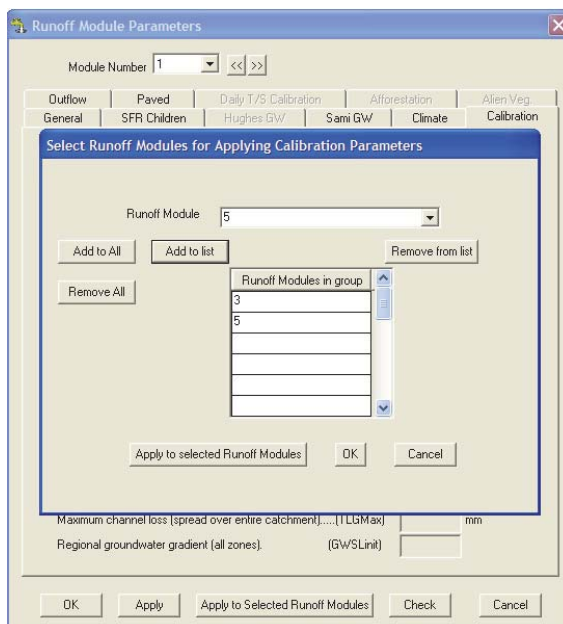 Runoff Module Parameters
Module Number 1 << >>
Outflow Paved Daily T/S Calibration Afforestation Alien Veg.
General SFR Children Hughes GW Sami GW Climate Calibration
Select Runoff Modules for Applying Calibration Parameters
Runoff Module 5
Add to All Add to list Remove from list
Remove All
Runoff Modules in group
3
5
Apply to selected Runoff Modules OK Cancel
Maximum channel loss (spread over entire catchment).....(TLGMax) mm
Regional groundwater gradient (all zones). (GWSLinit)
OK Apply Apply to Selected Runoff Modules Check Cancel